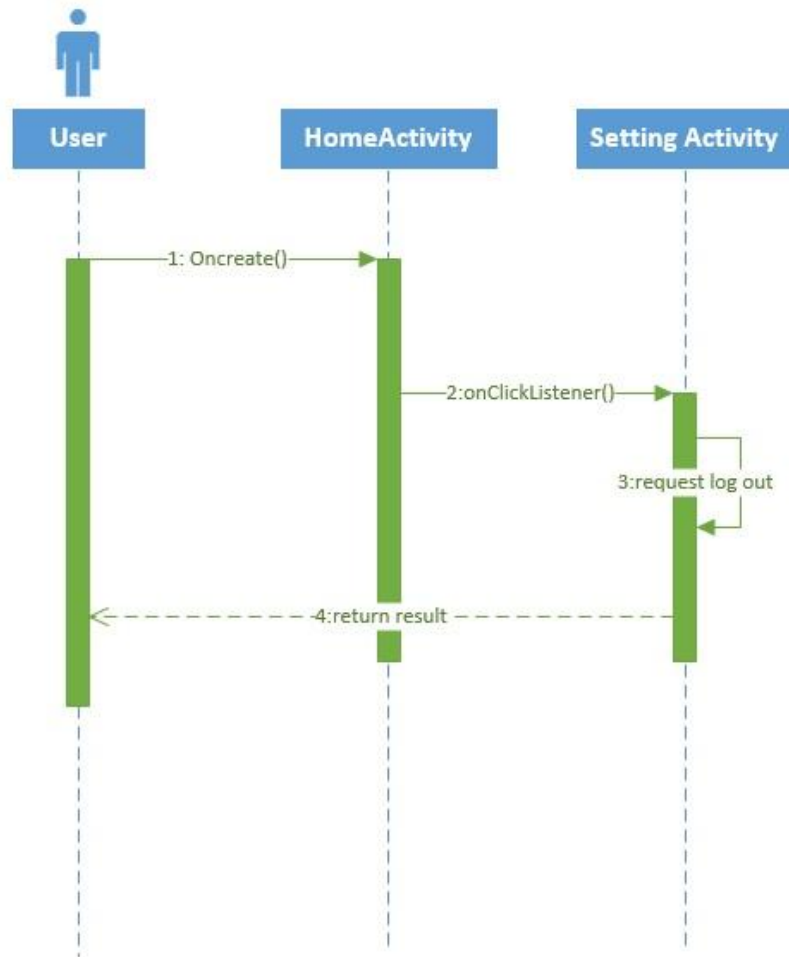 User
HomeActivity
Setting Activity
1: Oncreate()
2:onClickListener()
3:request log out
4:return result